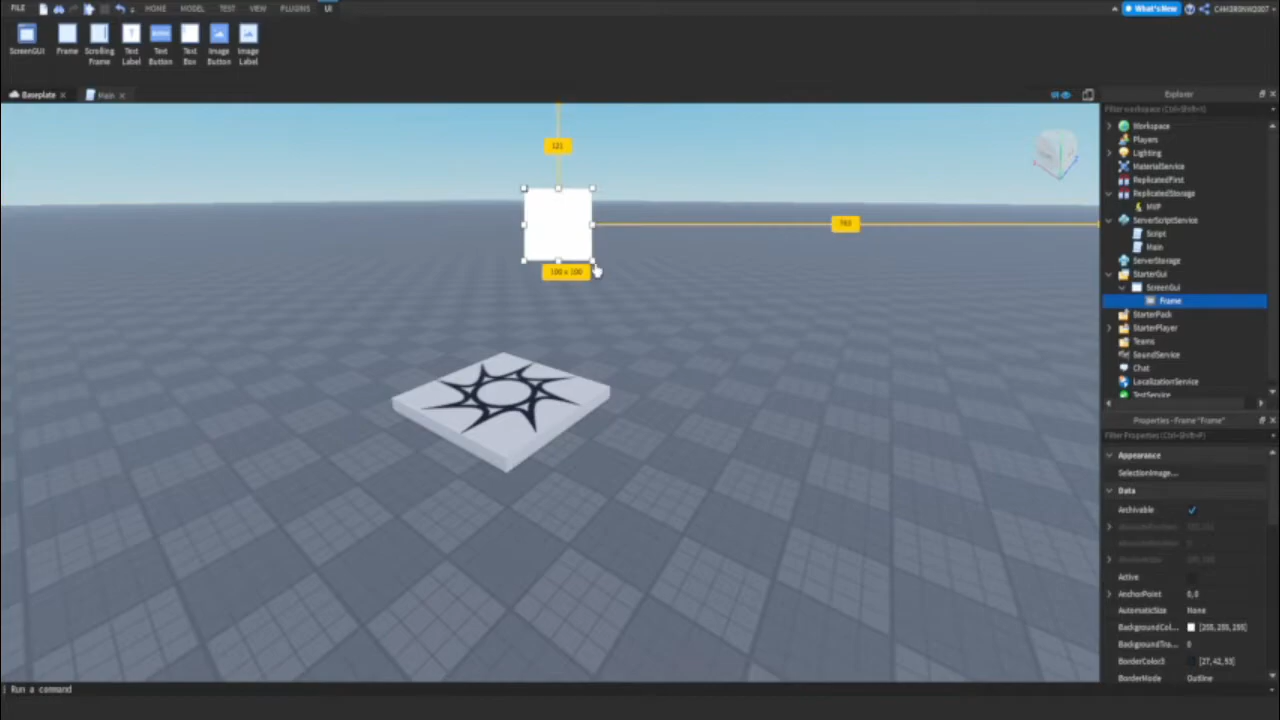 FILE HOME MODEL TEST VIEW PLUGINS UI What's New
ScreenGUI Frame Scrolling Frame Text Label Text Button Text Box Image Button Image Label
Baseplate Main UI Explorer
Filter workspace (Ctrl+Shift+X)
Workspace
Players
Lighting
MaterialService
ReplicatedFirst
ReplicatedStorage
MVP
ServerScriptService
Script
Main
ServerStorage
StarterGui
ScreenGui
Frame
StarterPack
StarterPlayer
Teams
SoundService
Chat
LocalizationService
TestService
121
100 x 100
Properties - Frame "Frame"
Filter Properties (Ctrl+Shift+P)
Appearance
SelectionImage...
Data
Archivable
Active
AnchorPoint 0,0
AutomaticSize None
BackgroundCol... [255,255,255]
BackgroundTra... 0
BorderColor3 [27,42,53]
BorderMode Outline
Run a command